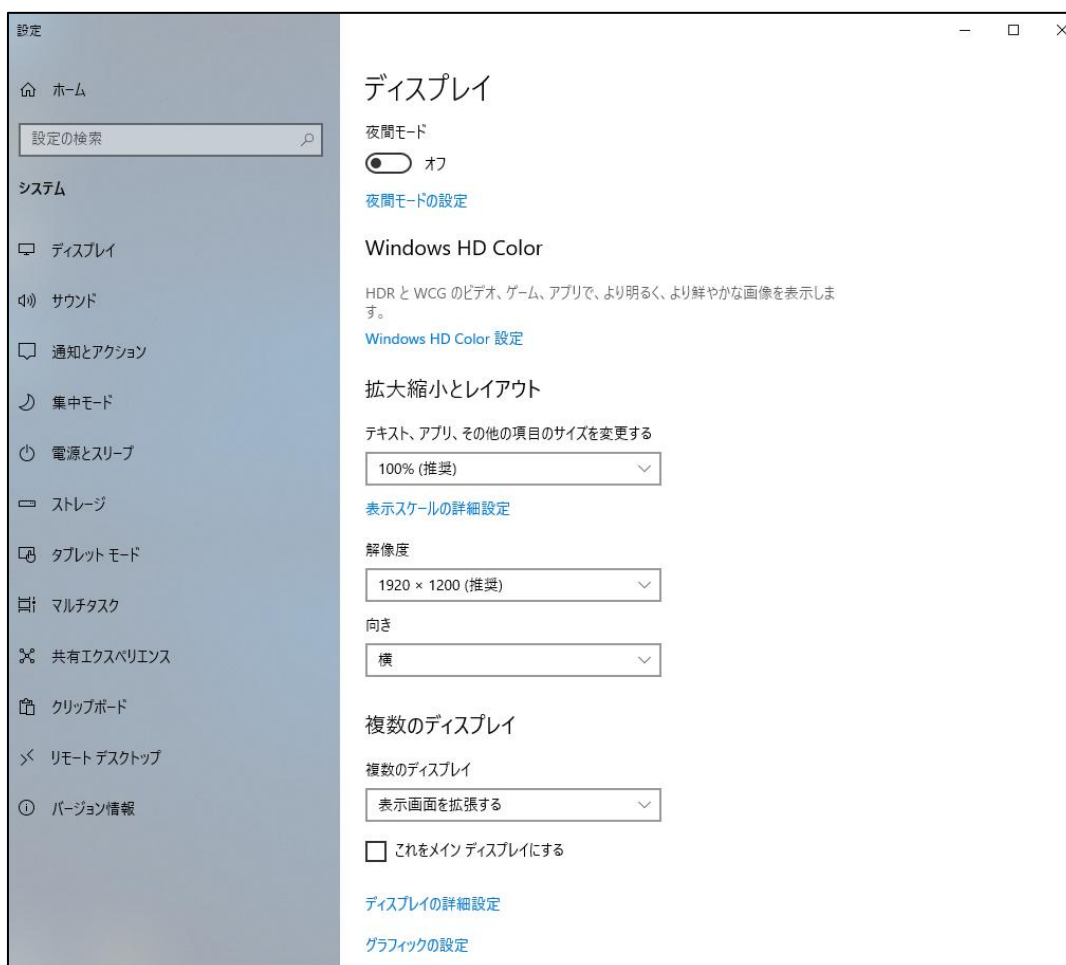 設定
ホーム
設定の検索
システム
ディスプレイ
サウンド
通知とアクション
集中モード
電源とスリープ
ストレージ
タブレット モード
マルチタスク
共有エクスペリエンス
クリップボード
リモート デスクトップ
バージョン情報
ディスプレイ
夜間モード
オフ
夜間モードの設定
Windows HD Color
HDR と WCG のビデオ、ゲーム、アプリで、より明るく、より鮮やかな画像を表示しま
す。
Windows HD Color 設定
拡大縮小とレイアウト
テキスト、アプリ、その他の項目のサイズを変更する
100% (推奨)
表示スケールの詳細設定
解像度
1920 × 1200 (推奨)
向き
横
複数のディスプレイ
複数のディスプレイ
表示画面を拡張する
これをメイン ディスプレイにする
ディスプレイの詳細設定
グラフィックの設定